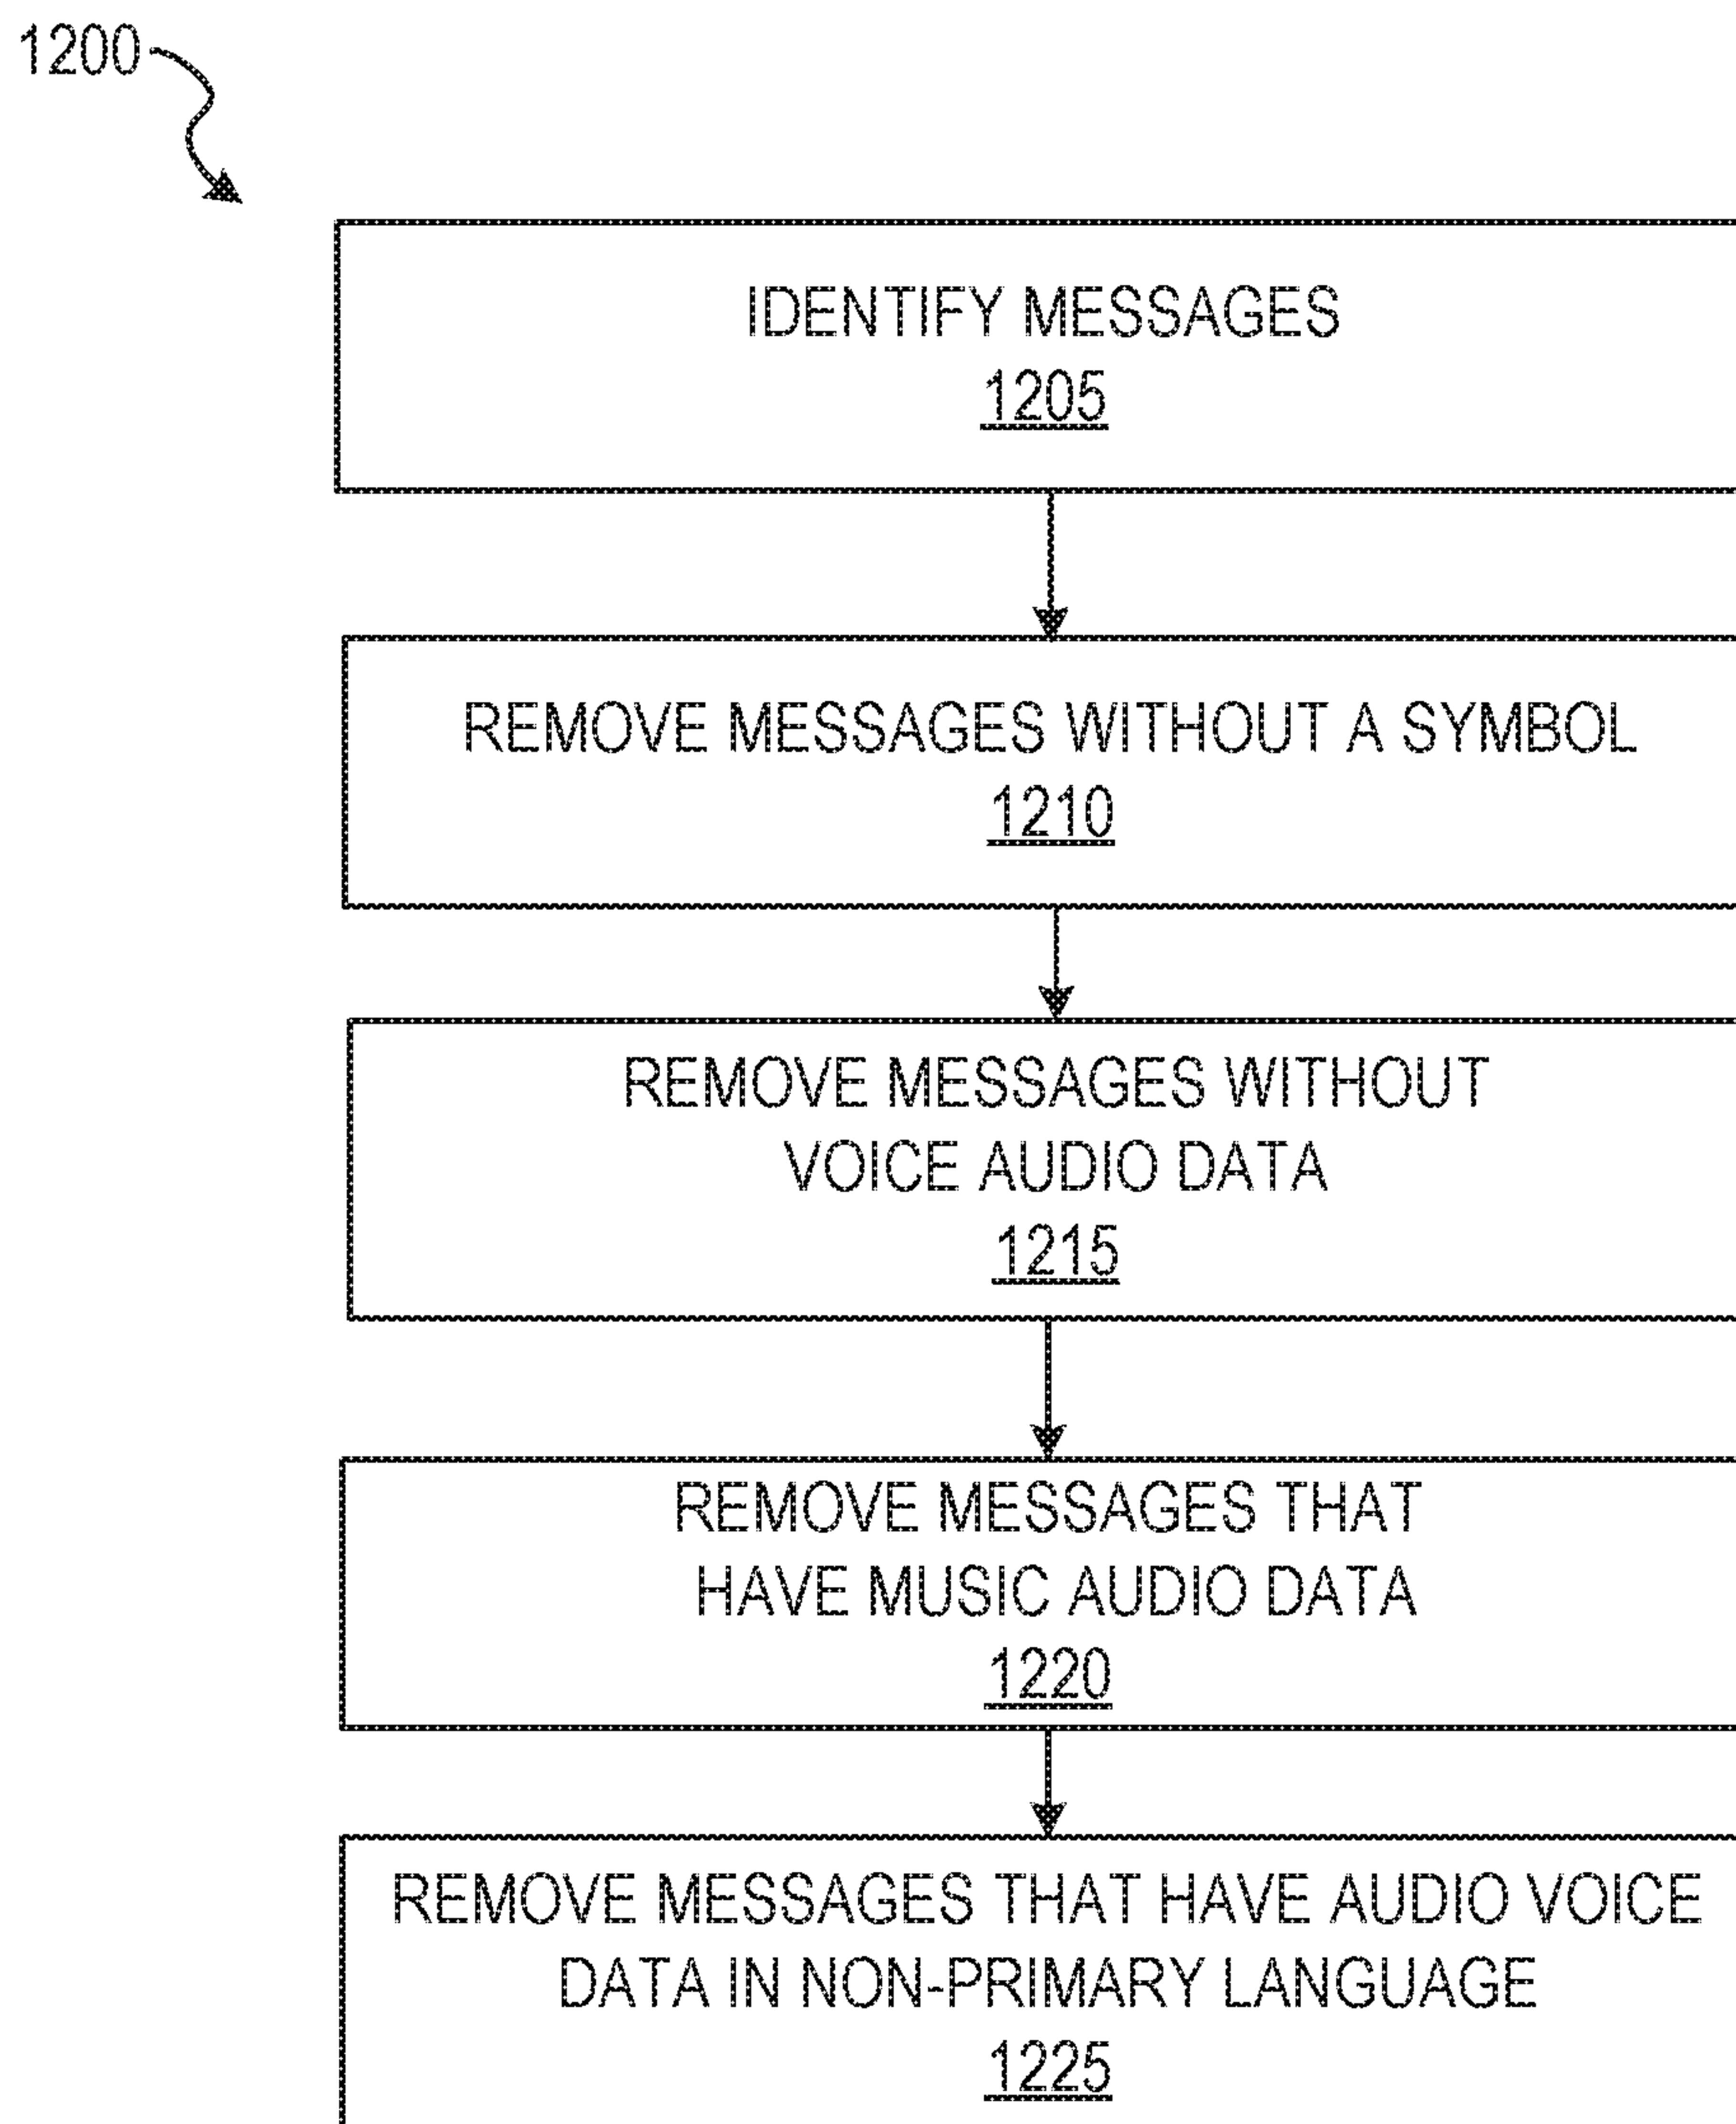 1200
IDENTIFY MESSAGES
1205
REMOVE MESSAGES WITHOUT A SYMBOL
1210
REMOVE MESSAGES WITHOUT
VOICE AUDIO DATA
1215
REMOVE MESSAGES THAT
HAVE MUSIC AUDIO DATA
1220
REMOVE MESSAGES THAT HAVE AUDIO VOICE
DATA IN NON-PRIMARY LANGUAGE
1225